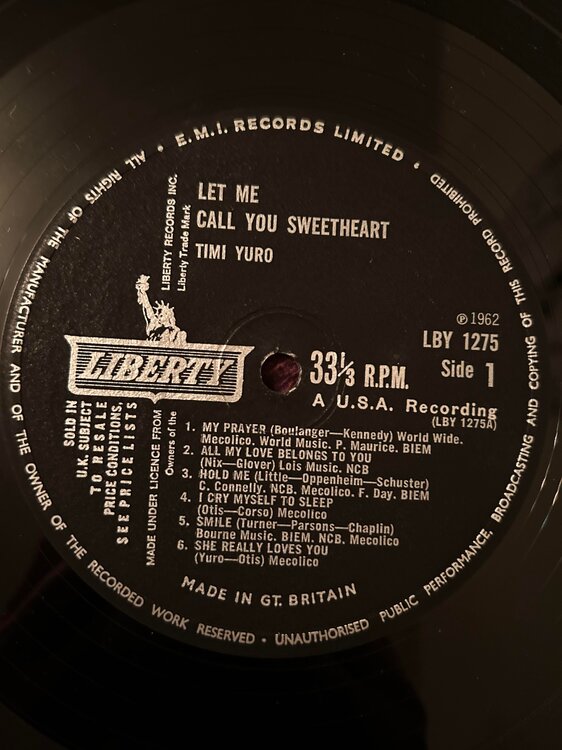 E.M.I. RECORDS LIMITED • UNAUTHORISED PUBLIC PERFORMANCE, BROADCASTING AND COPYING OF THIS RECORD PROHIBITED • ALL RIGHTS OF THE MANUFACTURER AND OF THE OWNER OF THE RECORDED WORK RESERVED •
LET ME
CALL YOU SWEETHEART
TIMI YURO
LIBERTY RECORDS INC.
Liberty Trade Mark
℗ 1962
LBY 1275
Side 1
LIBERTY
33⅓ R.P.M.
A U.S.A. Recording
(LBY 1275A)
SOLD IN
U.K. SUBJECT
TO RESALE
PRICE CONDITIONS,
SEE PRICE LISTS
MADE UNDER LICENCE FROM
Owners of the
1. MY PRAYER (Boulanger—Kennedy) World Wide.
Mecolico. World Music. P. Maurice. BIEM
2. ALL MY LOVE BELONGS TO YOU
(Nix—Glover) Lois Music. NCB
3. HOLD ME (Little—Oppenheim—Schuster)
C. Connelly. NCB. Mecolico. F. Day. BIEM
4. I CRY MYSELF TO SLEEP
(Otis—Corso) Mecolico
5. SMILE (Turner—Parsons—Chaplin)
Bourne Music. BIEM. NCB. Mecolico
6. SHE REALLY LOVES YOU
(Yuro—Otis) Mecolico
MADE IN GT. BRITAIN